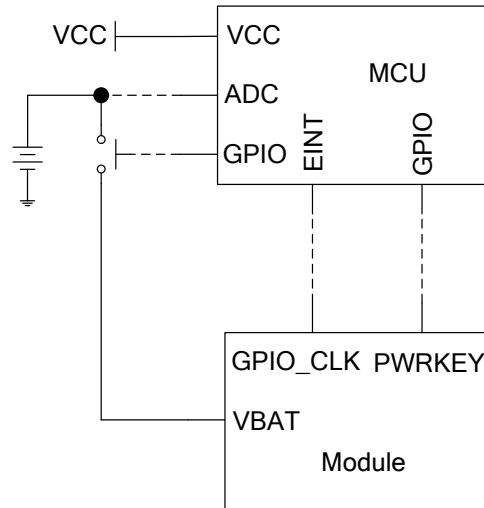 VCC
VCC
MCU
ADC
GPIO
EINT
GPIO
GPIO_CLK
PWRKEY
VBAT
Module